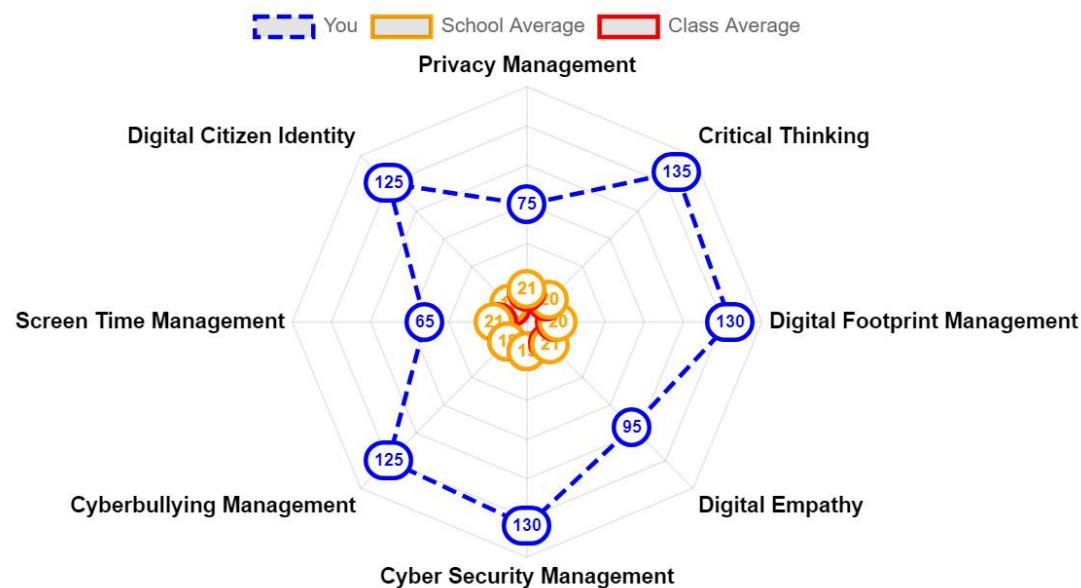 You School Average Class Average
Privacy Management
Digital Citizen Identity
Critical Thinking
125
135
75
21
20
Screen Time Management
65
21
20
130
Digital Footprint Management
21
95
125
Cyberbullying Management
130
Digital Empathy
Cyber Security Management